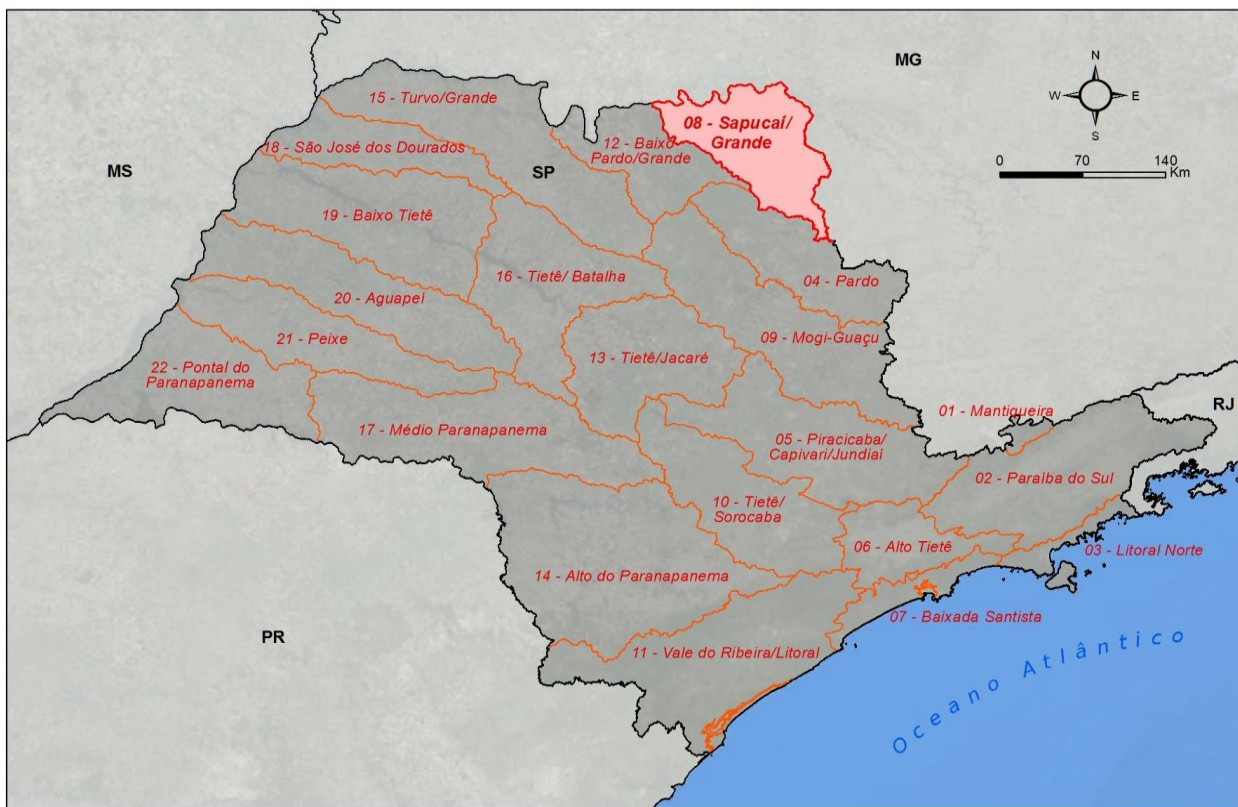 MG
N
W
E
S
0
70
140
Km
15 - Turvo/Grande
08 - Sapucaí/
Grande
12 - Baixo
Pardo/Grande
18 - São José dos Dourados
SP
MS
19 - Baixo Tietê
16 - Tietê/ Batalha
04 - Pardo
20 - Aguapeí
09 - Mogi-Guaçu
21 - Peixe
13 - Tietê/Jacaré
22 - Pontal do
Paranapanema
01 - Mantiqueira
RJ
17 - Médio Paranapanema
05 - Piracicaba/
Capivari/Jundiaí
02 - Paraíba do Sul
10 - Tietê/
Sorocaba
06 - Alto Tietê
03 - Litoral Norte
14 - Alto do Paranapanema
07 - Baixada Santista
PR
11 - Vale do Ribeira/Litoral
Oceano Atlântico